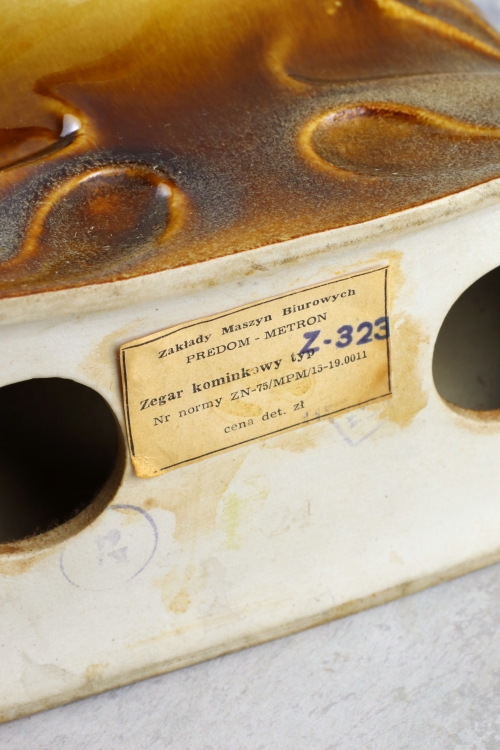 Zakłady Maszyn Biurowych
PREDOM - METRON
Zegar kominkowy typ Z-323
Nr normy ZN-75/MPM/15-19.0011
cena det. zł